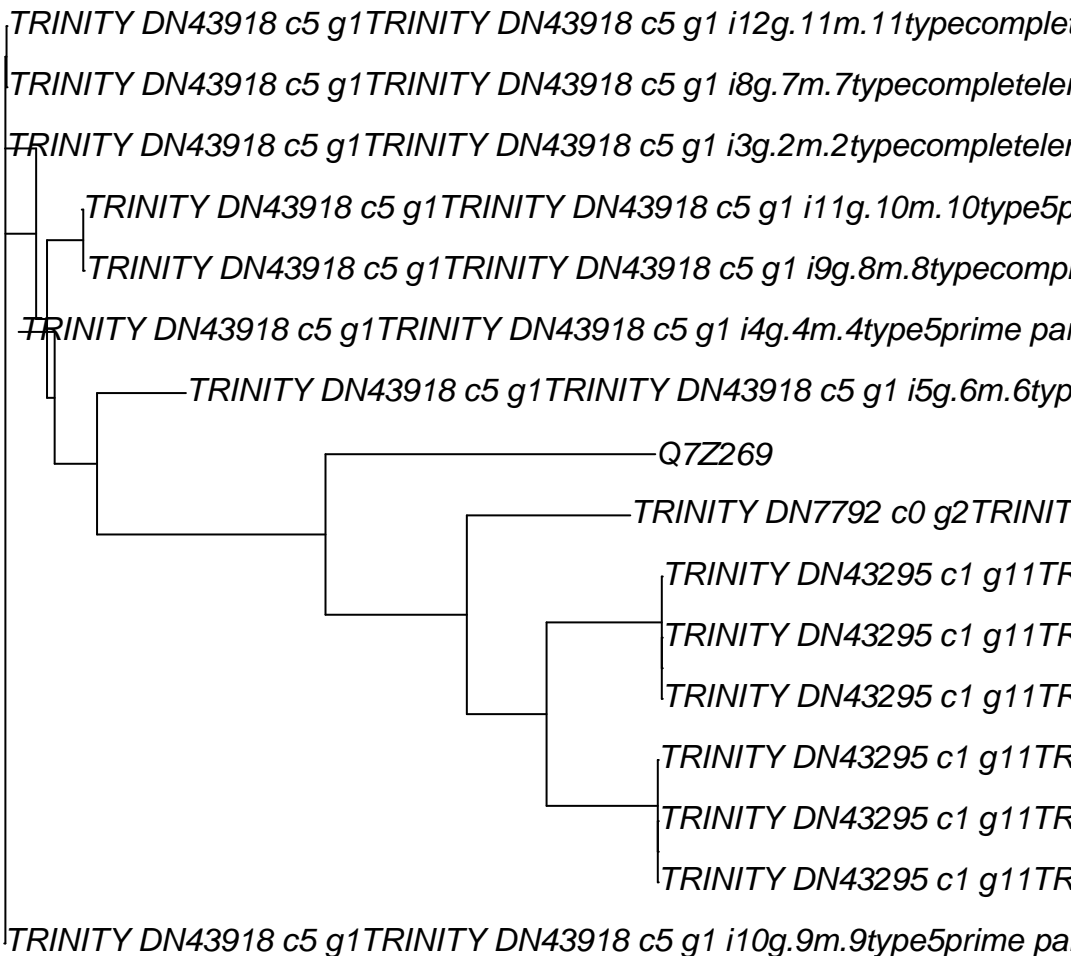 TRINITY DN43918 c5 g1TRINITY DN43918 c5 g1 i12g.11m.11typecomplet
TRINITY DN43918 c5 g1TRINITY DN43918 c5 g1 i8g.7m.7typecompletele
TRINITY DN43918 c5 g1TRINITY DN43918 c5 g1 i3g.2m.2typecompletele
TRINITY DN43918 c5 g1TRINITY DN43918 c5 g1 i11g.10m.10type5p
TRINITY DN43918 c5 g1TRINITY DN43918 c5 g1 i9g.8m.8typecomp
TRINITY DN43918 c5 g1TRINITY DN43918 c5 g1 i4g.4m.4type5prime pa
TRINITY DN43918 c5 g1TRINITY DN43918 c5 g1 i5g.6m.6typ
Q7Z269
TRINITY DN7792 c0 g2TRINIT
TRINITY DN43295 c1 g11TR
TRINITY DN43295 c1 g11TR
TRINITY DN43295 c1 g11TR
TRINITY DN43295 c1 g11TR
TRINITY DN43295 c1 g11TR
TRINITY DN43295 c1 g11TR
TRINITY DN43918 c5 g1TRINITY DN43918 c5 g1 i10g.9m.9type5prime pa